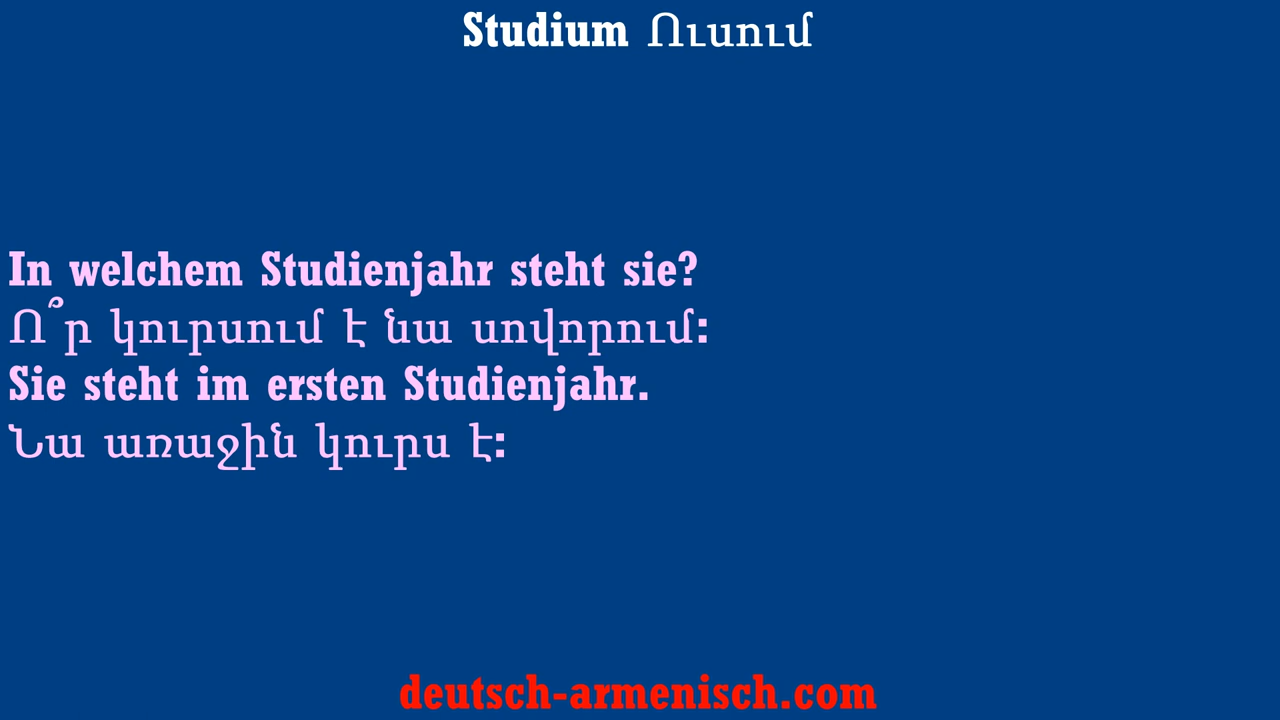 Studium Ուսում
In welchem Studienjahr steht sie?
Ո՞ր կուրսում է նա սովորում:
Sie steht im ersten Studienjahr.
Նա առաջին կուրս է:
deutsch-armenisch.com